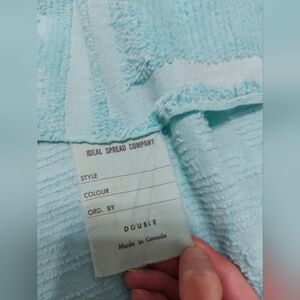 IDEAL SPREAD COMPANY
STYLE
COLOUR
ORD. BY
DOUBLE
Made in Canada